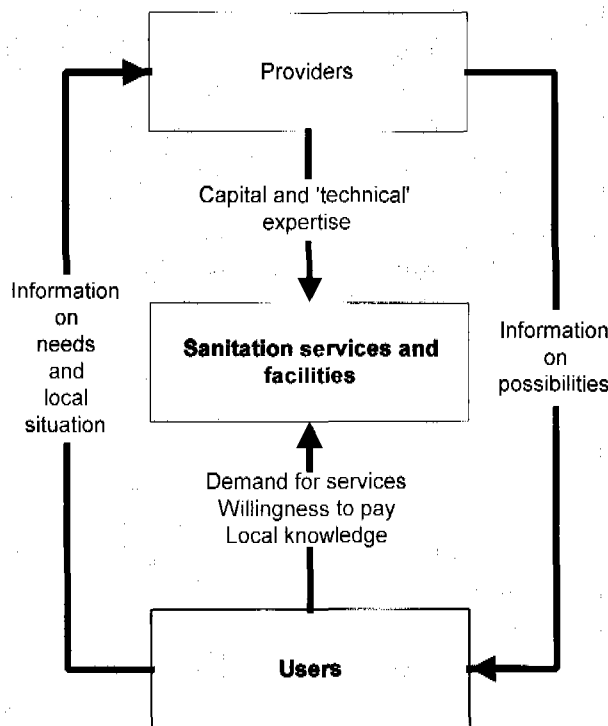 Providers
Capital and 'technical'
expertise
Information
on
needs
and
local
situation
Sanitation services and
facilities
Information
on
possibilities
Demand for services
Willingness to pay
Local knowledge
Users